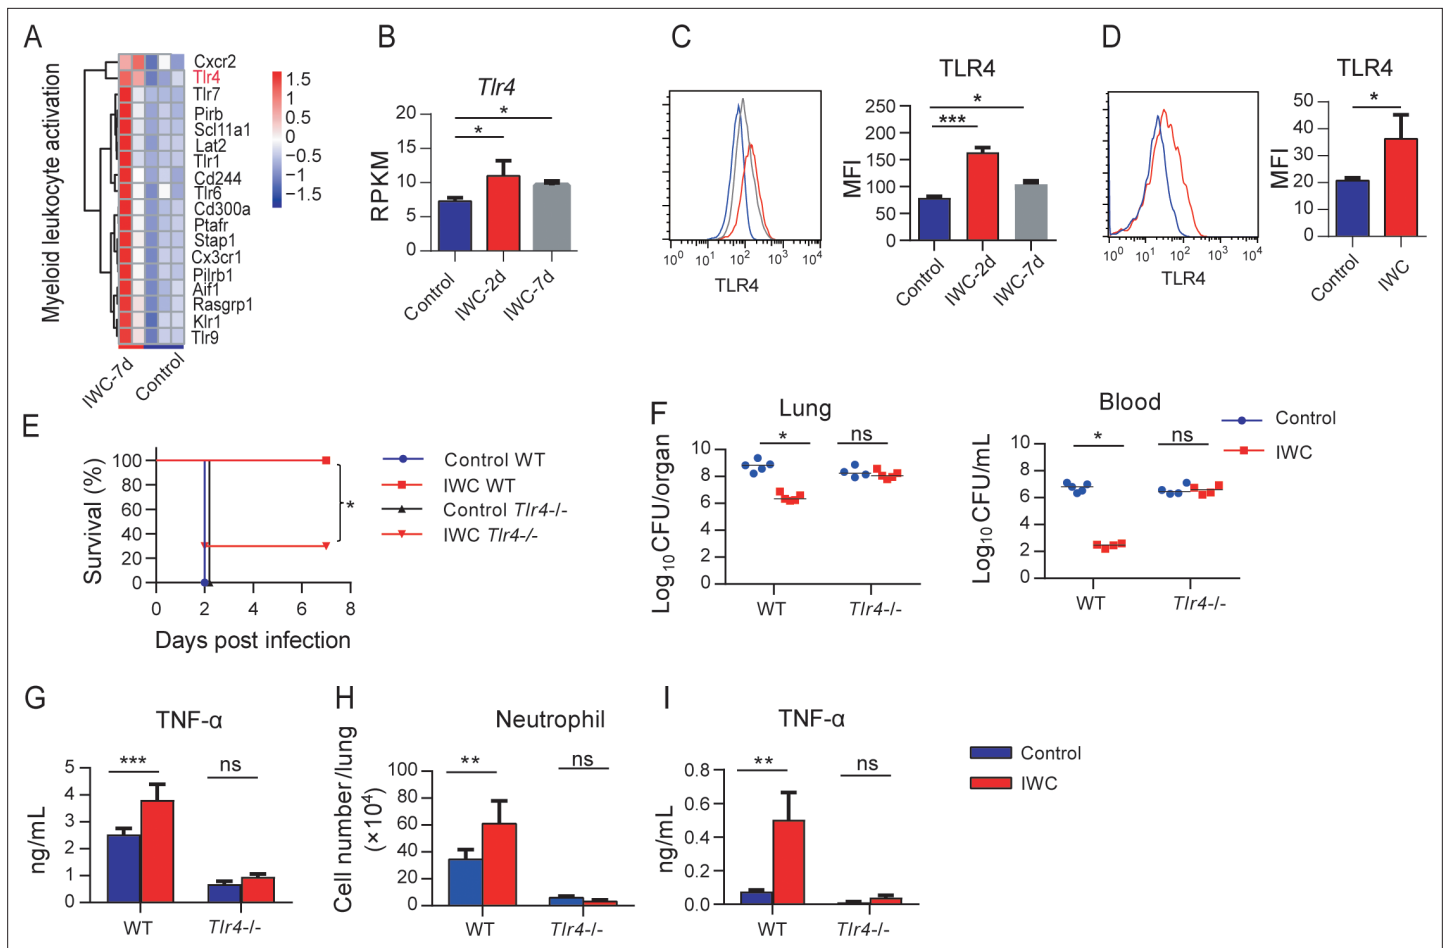 A
Myeloid leukocyte activation
Cxcr2
Tlr4
Tlr7
Pirb
Scl11a1
Lat2
Tlr1
Cd244
Tlr6
Cd300a
Ptafr
Stap1
Cx3cr1
Pilrb1
Aif1
Rasgrp1
Klr1
Tlr9
1.5
1
0.5
0
−0.5
−1
−1.5
IWC-7d
Control
B
Tlr4
RPKM
20
15
10
5
0
*
*
Control
IWC-2d
IWC-7d
C
10⁰ 10¹ 10² 10³ 10⁴
TLR4
TLR4
MFI
250
200
150
100
50
0
*
***
Control
IWC-2d
IWC-7d
D
10⁰ 10¹ 10² 10³ 10⁴
TLR4
TLR4
MFI
50
40
30
20
10
0
*
Control
IWC
E
Survival (%)
100
80
60
40
20
0
0 2 4 6 8
Days post infection
*
Control WT
IWC WT
Control Tlr4-/-
IWC Tlr4-/-
F
Lung
Log₁₀CFU/organ
10
8
6
4
2
0
* ns
WT Tlr4-/-
Blood
Log₁₀CFU/mL
10
8
6
4
2
0
* ns
WT Tlr4-/-
Control
IWC
G
TNF-α
ng/mL
5
4
3
2
1
0
*** ns
WT Tlr4-/-
H
Neutrophil
Cell number/lung
(×10⁴)
100
80
60
40
20
0
** ns
WT Tlr4-/-
I
TNF-α
ng/mL
0.8
0.6
0.4
0.2
0.0
** ns
WT Tlr4-/-
Control
IWC